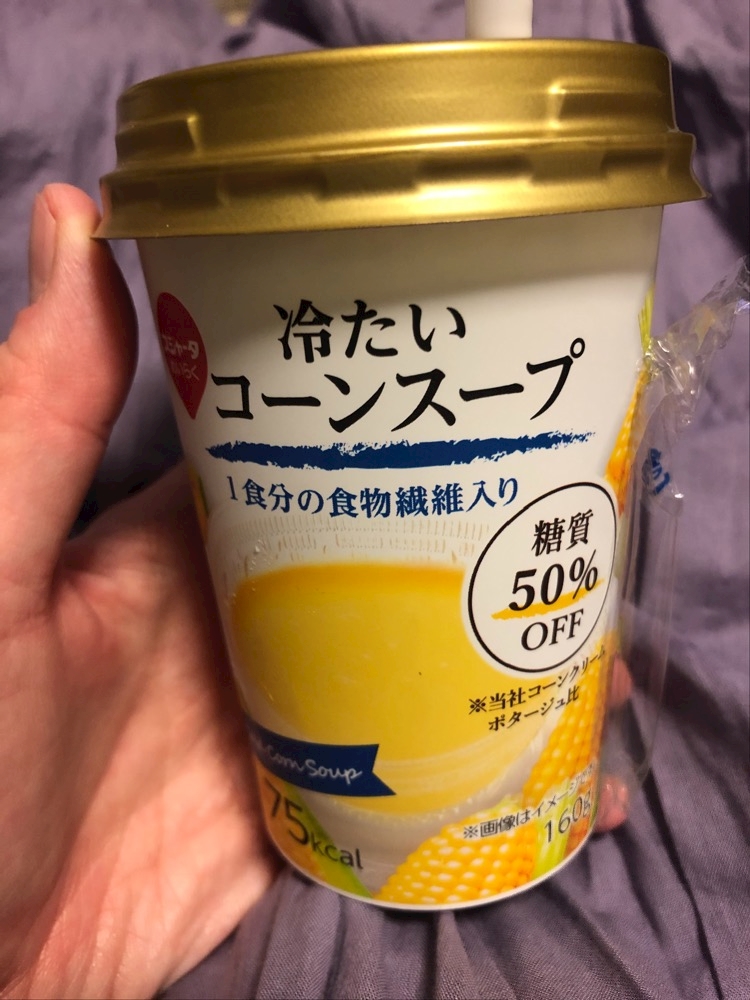 冷たい
コーンスープ
1食分の食物繊維入り
糖質
50%
OFF
※当社コーンクリーム
ポタージュ比
Corn Soup
75kcal
※画像はイメージ
160g